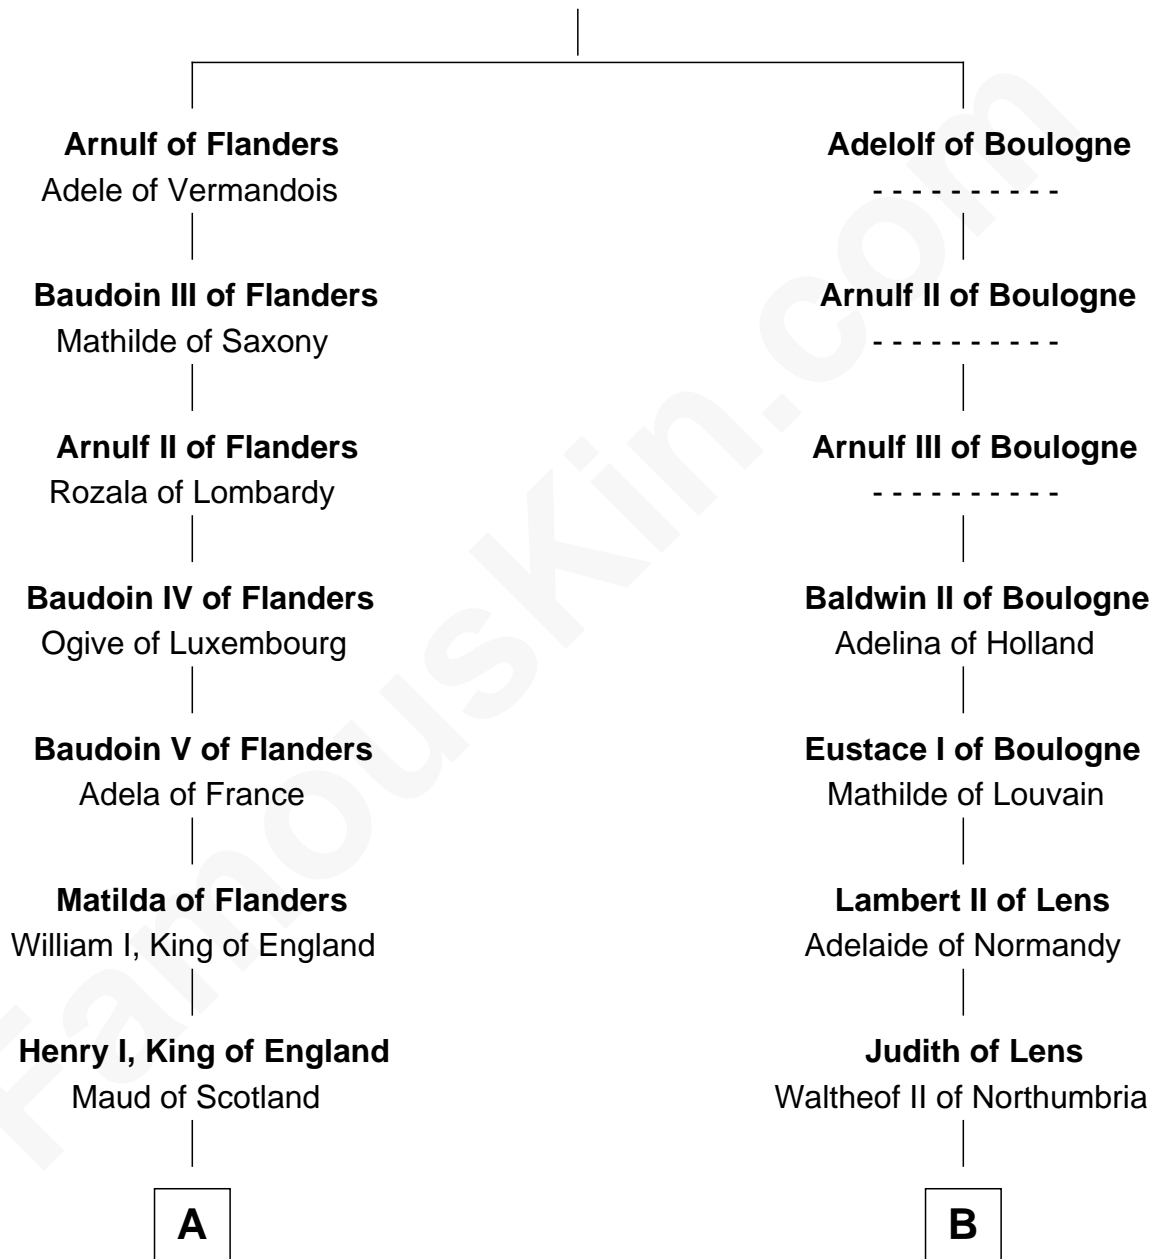 Arnulf of Flanders
Adele of Vermandois
Adelolf of Boulogne
- - - - - - - - - -
Baudoin III of Flanders
Mathilde of Saxony
Arnulf II of Boulogne
- - - - - - - - - -
Arnulf II of Flanders
Rozala of Lombardy
Arnulf III of Boulogne
- - - - - - - - - -
Baudoin IV of Flanders
Ogive of Luxembourg
Baldwin II of Boulogne
Adelina of Holland
Baudoin V of Flanders
Adela of France
Eustace I of Boulogne
Mathilde of Louvain
Matilda of Flanders
William I, King of England
Lambert II of Lens
Adelaide of Normandy
Henry I, King of England
Maud of Scotland
Judith of Lens
Waltheof II of Northumbria
A
B
FamousKin.com